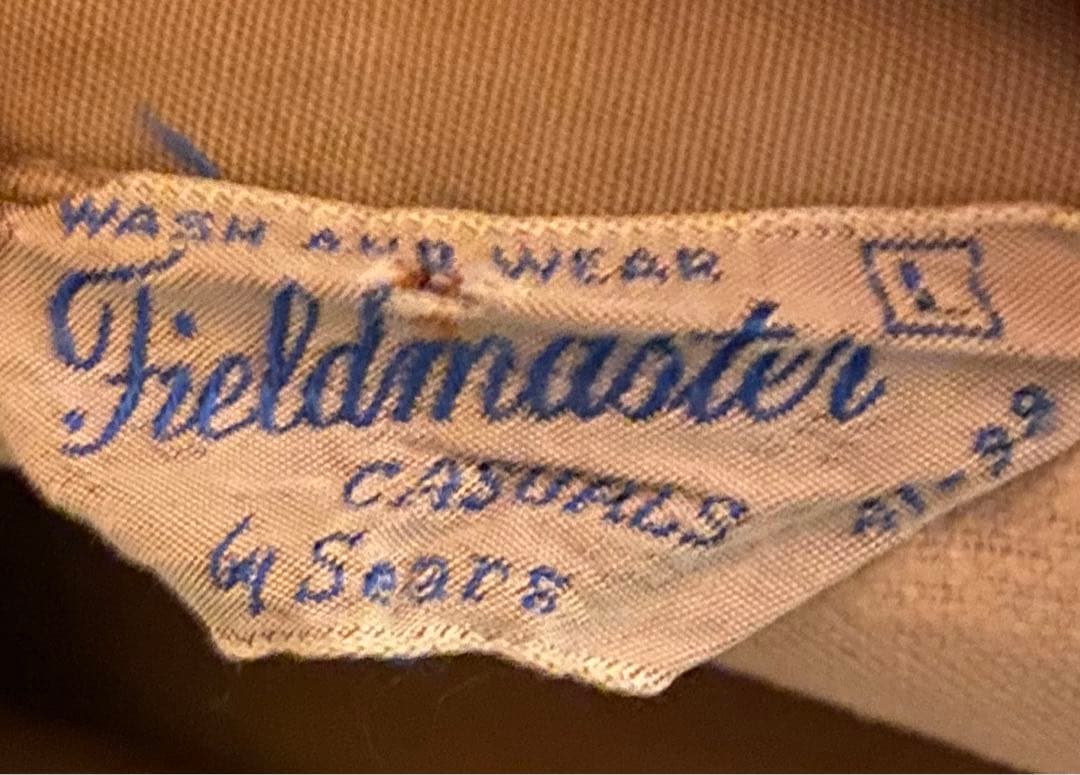 WASH AND WEAR
L
Fieldmaster
CASUALS
by Sears